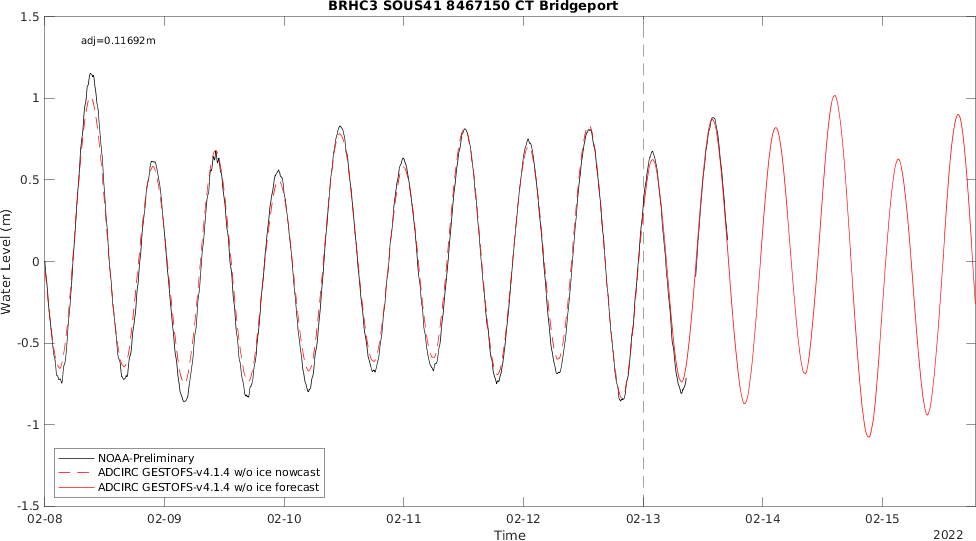 BRHC3 SOUS41 8467150 CT Bridgeport
adj=0.11692m
1.5
1
0.5
0
-0.5
-1
-1.5
Water Level (m)
NOAA-Preliminary
ADCIRC GESTOFS-v4.1.4 w/o ice nowcast
ADCIRC GESTOFS-v4.1.4 w/o ice forecast
02-08 02-09 02-10 02-11 02-12 02-13 02-14 02-15
Time
2022